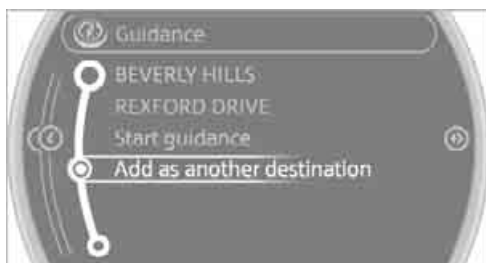 Guidance
BEVERLY HILLS
REXFORD DRIVE
Start guidance
Add as another destination